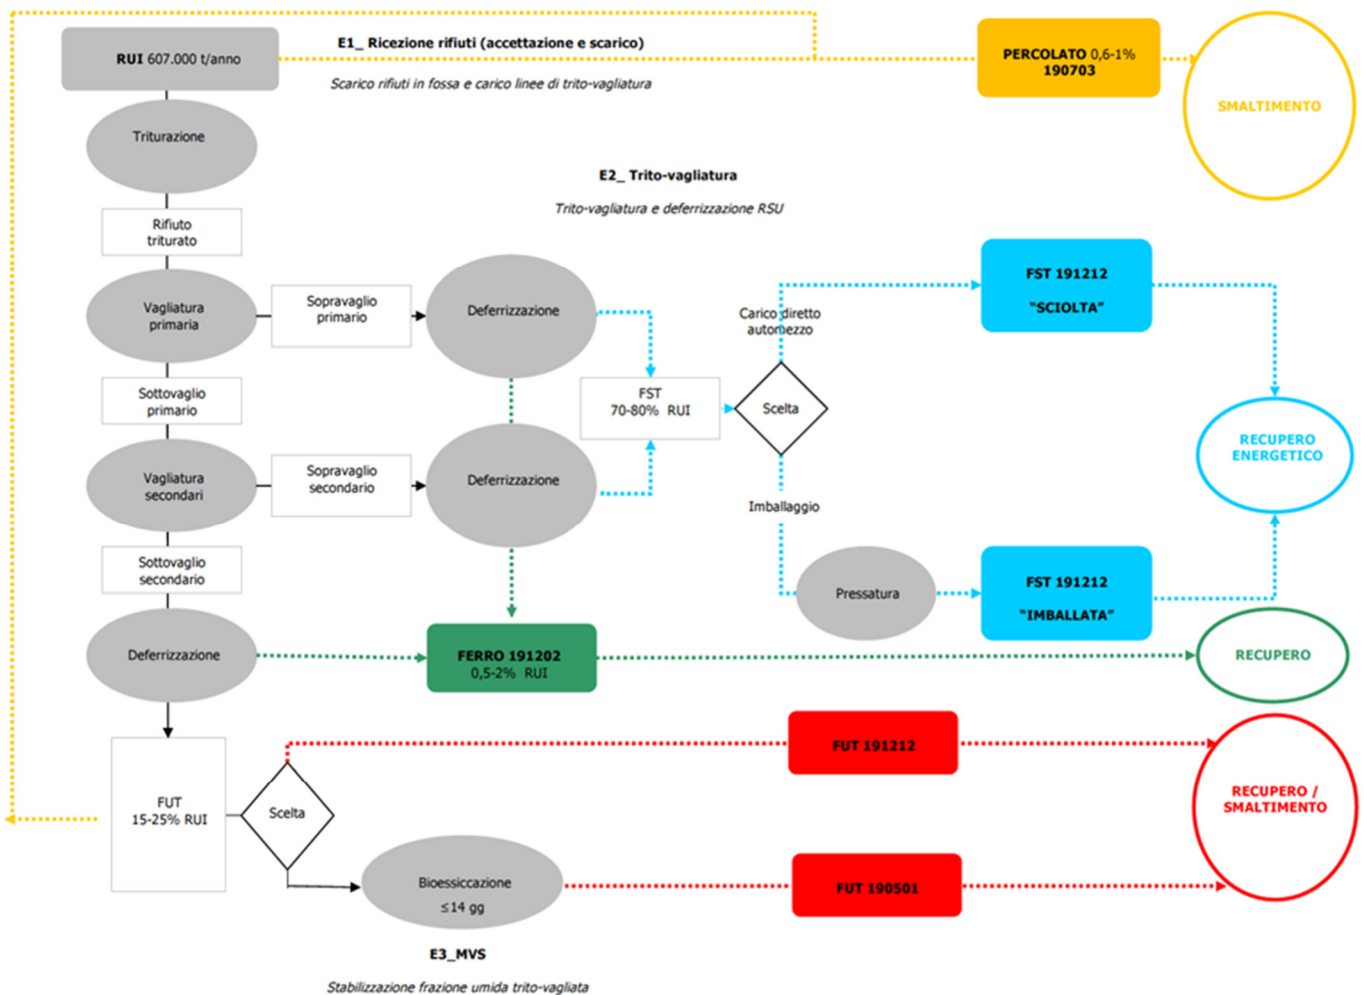 E1_ Ricezione rifiuti (accettazione e scarico)
RUI 607.000 t/anno
PERCOLATO 0,6-1%
190703
Scarico rifiuti in fossa e carico linee di trito-vagliatura
SMALTIMENTO
Triturazione
E2_ Trito-vagliatura
Trito-vagliatura e deferrizzazione RSU
Rifiuto
triturato
FST 191212
"SCIOLTA"
Vagliatura
primaria
Sopravaglio
primario
Deferrizzazione
Carico diretto
automezzo
Sottovaglio
primario
FST
70-80% RUI
Scelta
RECUPERO
ENERGETICO
Vagliatura
secondari
Sopravaglio
secondario
Deferrizzazione
Imballaggio
Sottovaglio
secondario
Pressatura
FST 191212
"IMBALLATA"
Deferrizzazione
FERRO 191202
0,5-2% RUI
RECUPERO
FUT 191212
FUT
15-25% RUI
Scelta
RECUPERO /
SMALTIMENTO
Bioessiccazione
≤14 gg
FUT 190501
E3_MVS
Stabilizzazione frazione umida trito-vagliata